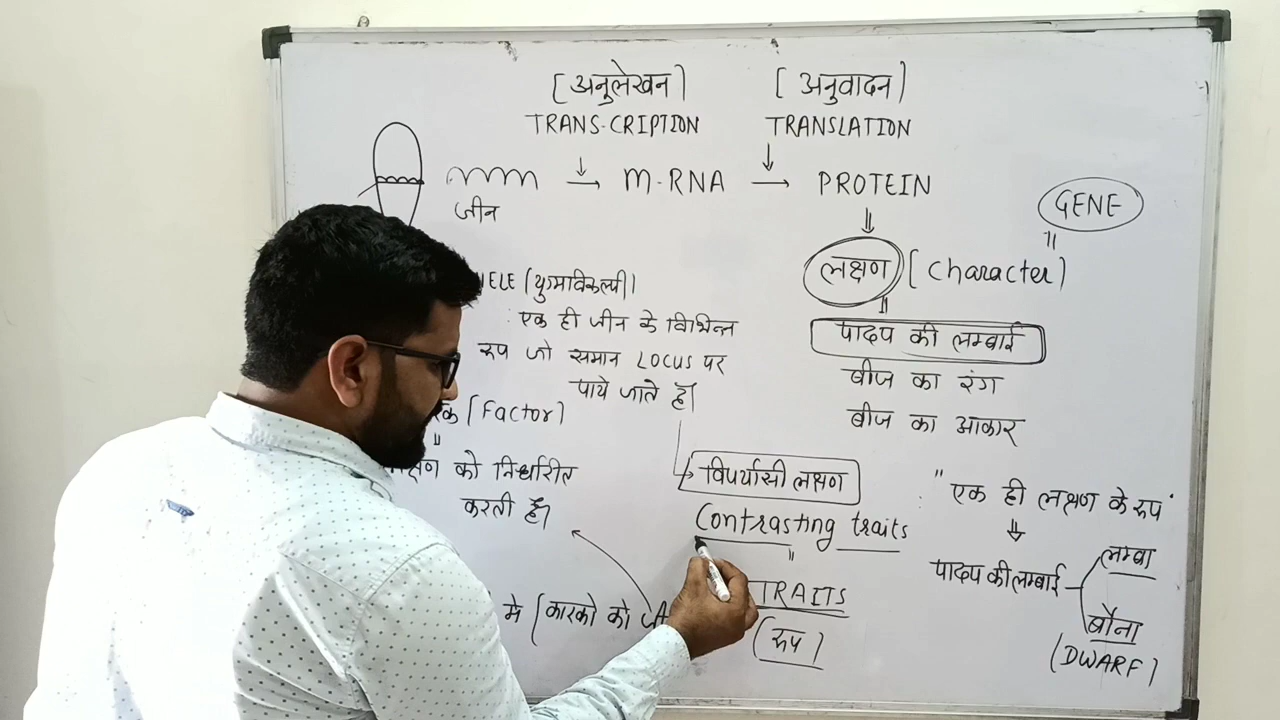 [अनुलेखन] [अनुवादन]
TRANS-CRIPTION TRANSLATION
M-RNA PROTEIN
जीन
GENE
लक्षण [Character]
पादप की लम्बाई
बीज का रंग
बीज का आकार
एक ही जीन के विभिन्न
रूप जो समान LOCUS पर
पाये जाते है।
[Factor]
को निर्धारित
करती है।
विपर्यासी लक्षण
Contrasting traits
TRAITS
[रूप]
मे [कारको को
"एक ही लक्षण के रूप"
पादप की लम्बाई
लम्बा
बौना
(DWARF)